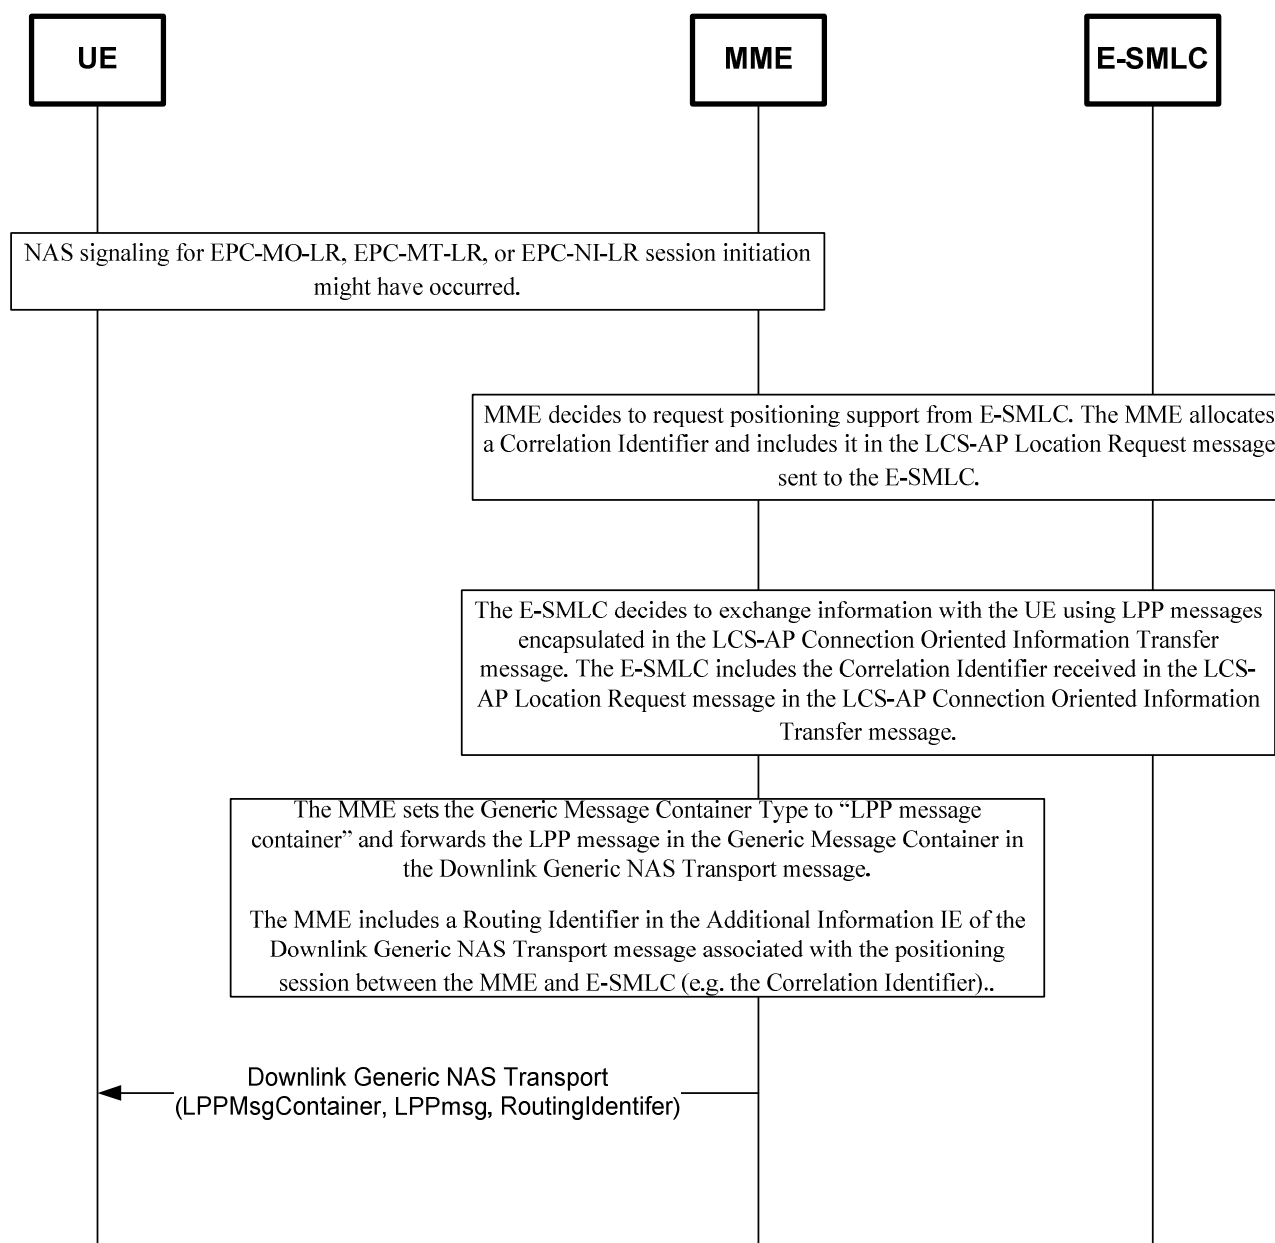 UE
MME
E-SMLC
NAS signaling for EPC-MO-LR, EPC-MT-LR, or EPC-NI-LR session initiation
might have occurred.
MME decides to request positioning support from E-SMLC. The MME allocates
a Correlation Identifier and includes it in the LCS-AP Location Request message
sent to the E-SMLC.
The E-SMLC decides to exchange information with the UE using LPP messages
encapsulated in the LCS-AP Connection Oriented Information Transfer
message. The E-SMLC includes the Correlation Identifier received in the LCS-
AP Location Request message in the LCS-AP Connection Oriented Information
Transfer message.
The MME sets the Generic Message Container Type to “LPP message
container” and forwards the LPP message in the Generic Message Container in
the Downlink Generic NAS Transport message.
The MME includes a Routing Identifier in the Additional Information IE of the
Downlink Generic NAS Transport message associated with the positioning
session between the MME and E-SMLC (e.g. the Correlation Identifier)..
Downlink Generic NAS Transport
(LPPMsgContainer, LPPmsg, RoutingIdentifer)